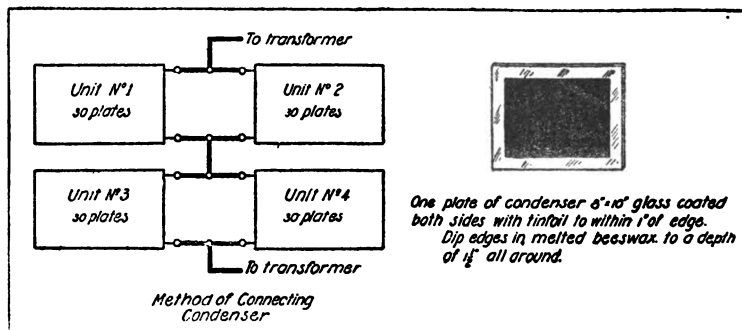 To transformer
Unit Nº1
30 plates
Unit Nº2
30 plates
Unit Nº3
30 plates
Unit Nº4
30 plates
To transformer
Method of Connecting
Condenser
One plate of condenser 8"×10" glass coated
both sides with tinfoil to within 1" of edge.
Dip edges in melted beeswax to a depth
of 1½" all around.